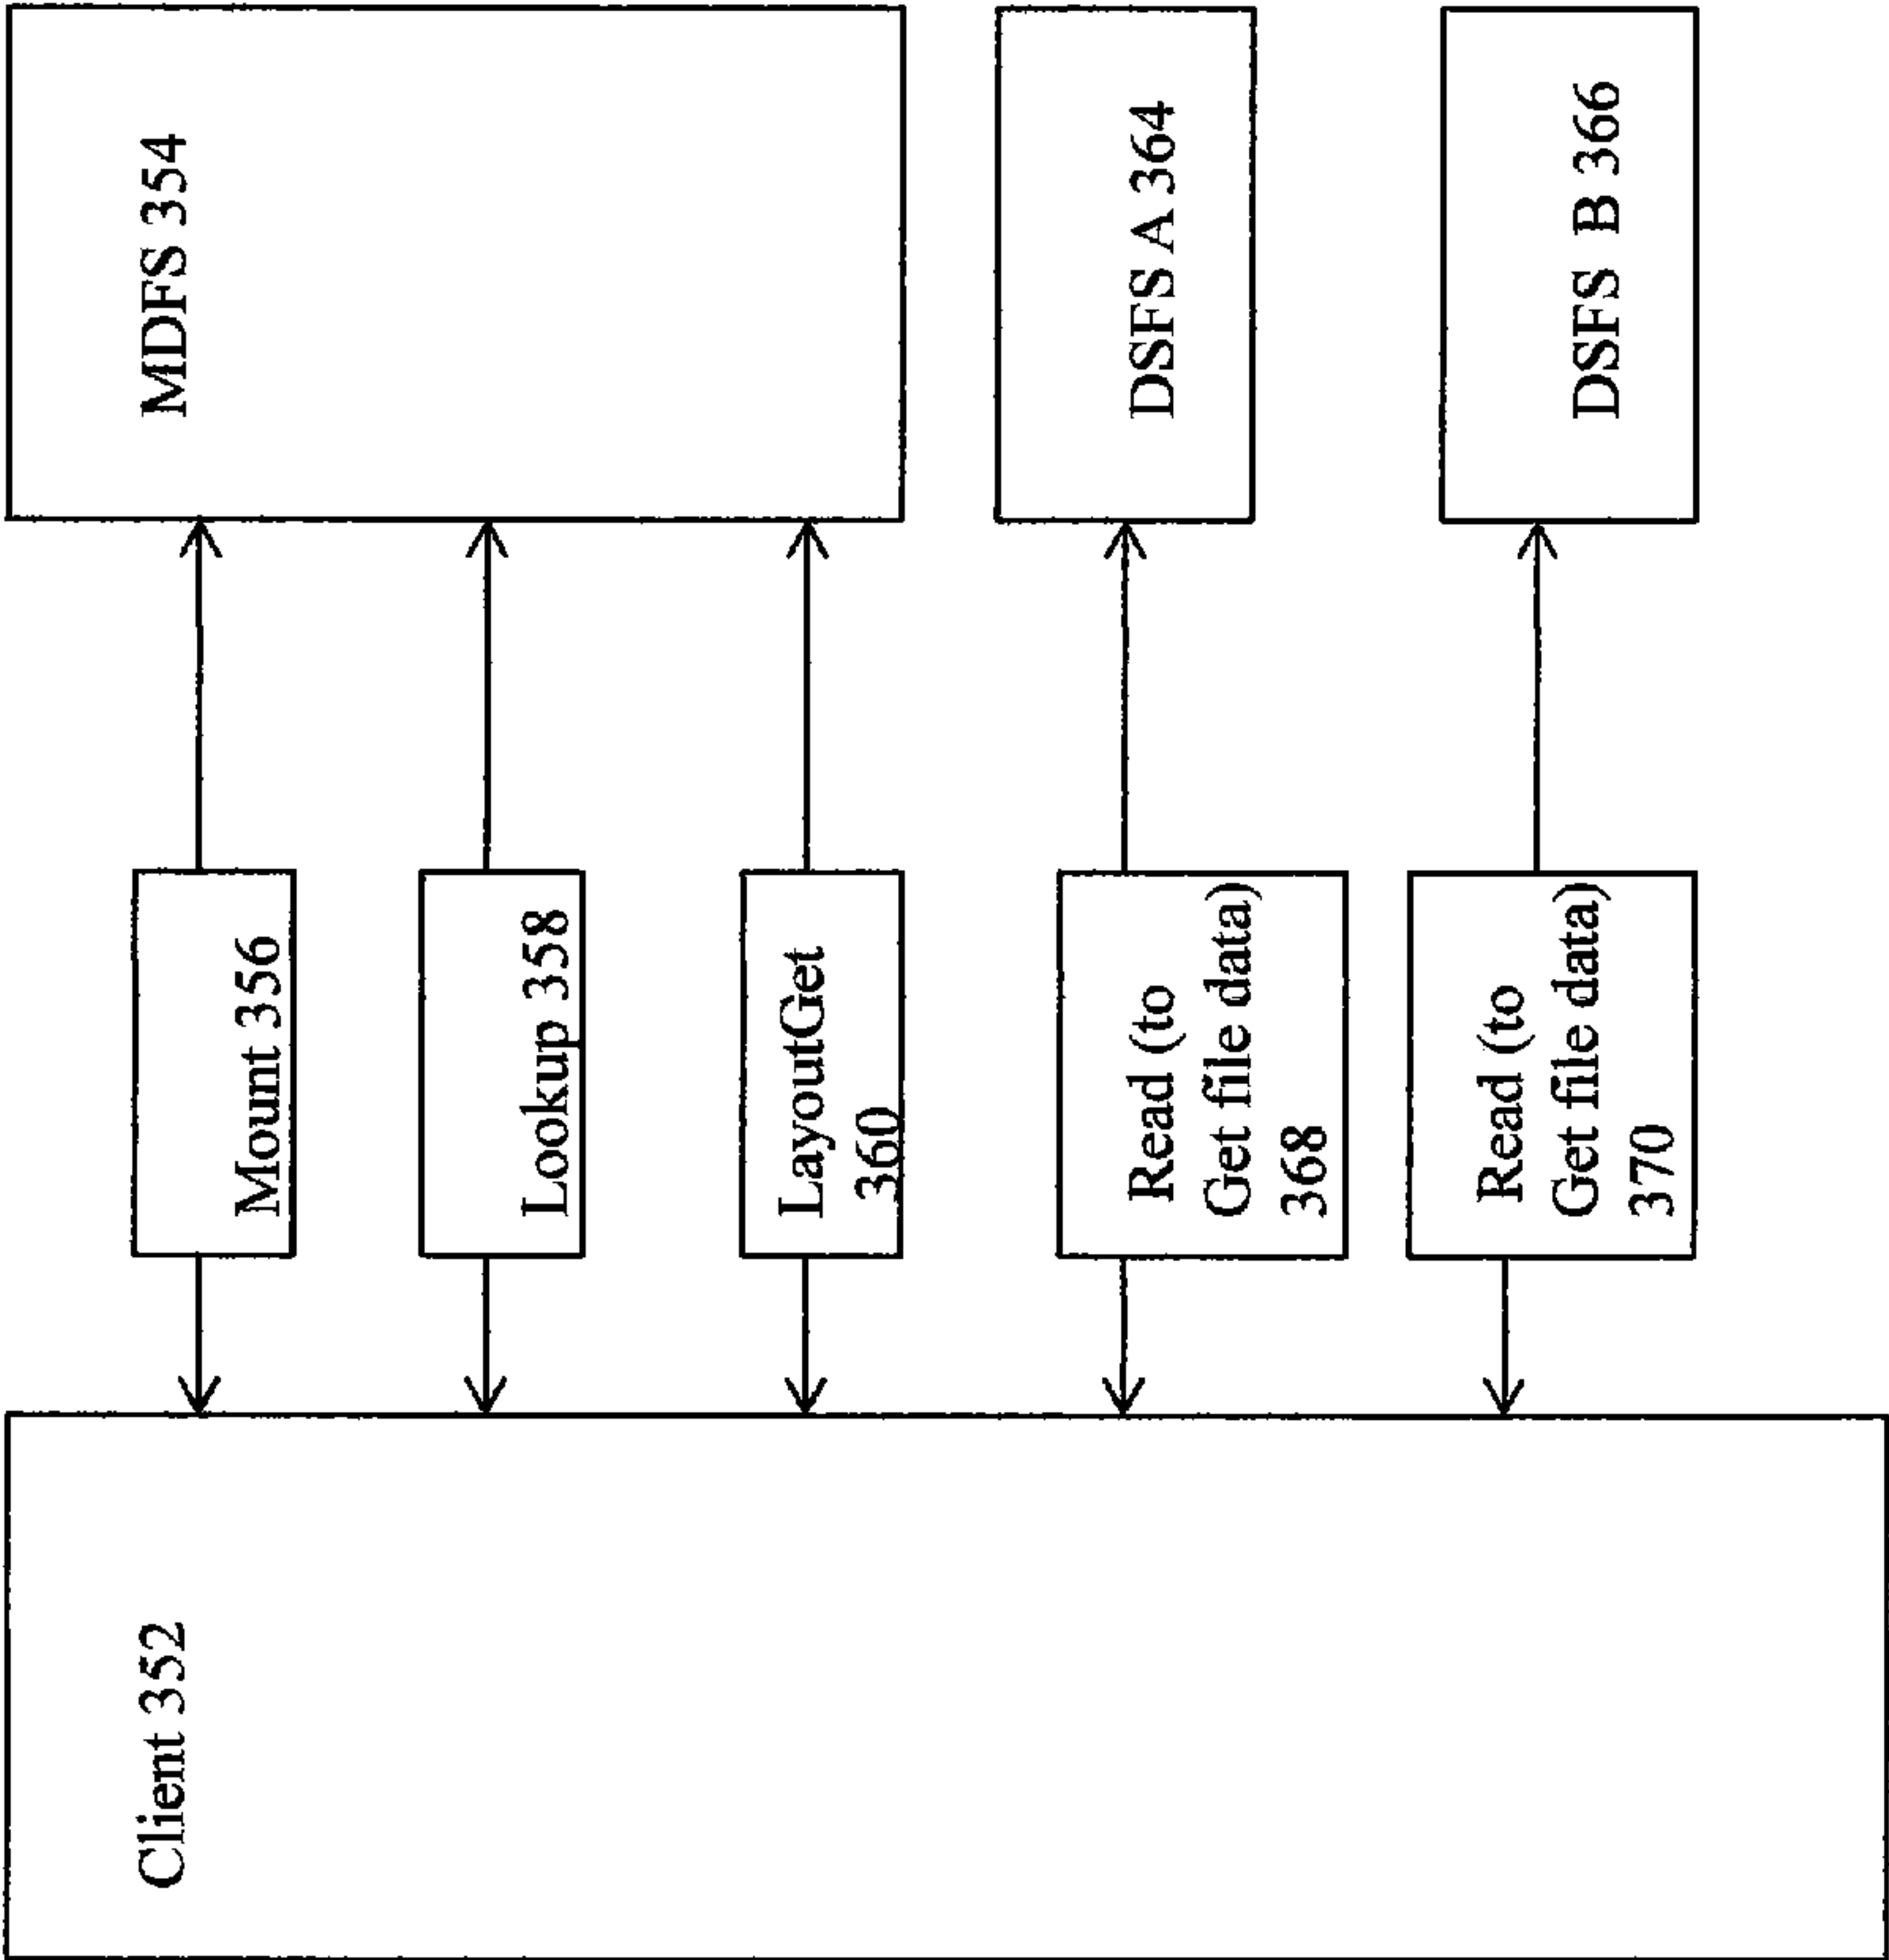 Client 352
Mount 356
MDFS 354
Lookup 358
LayoutGet
360
Read (to
Get file data)
368
DSFS A 364
Read (to
Get file data)
370
DSFS B 366